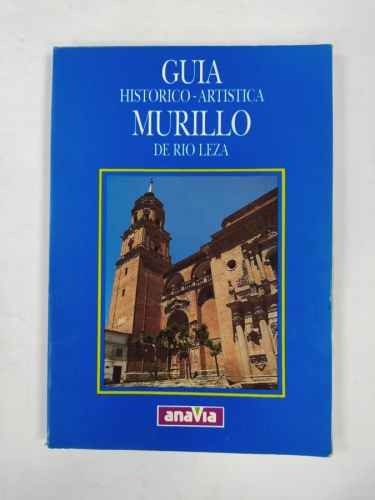 GUIA
HISTORICO-ARTISTICA
MURILLO
DE RIO LEZA
anavia